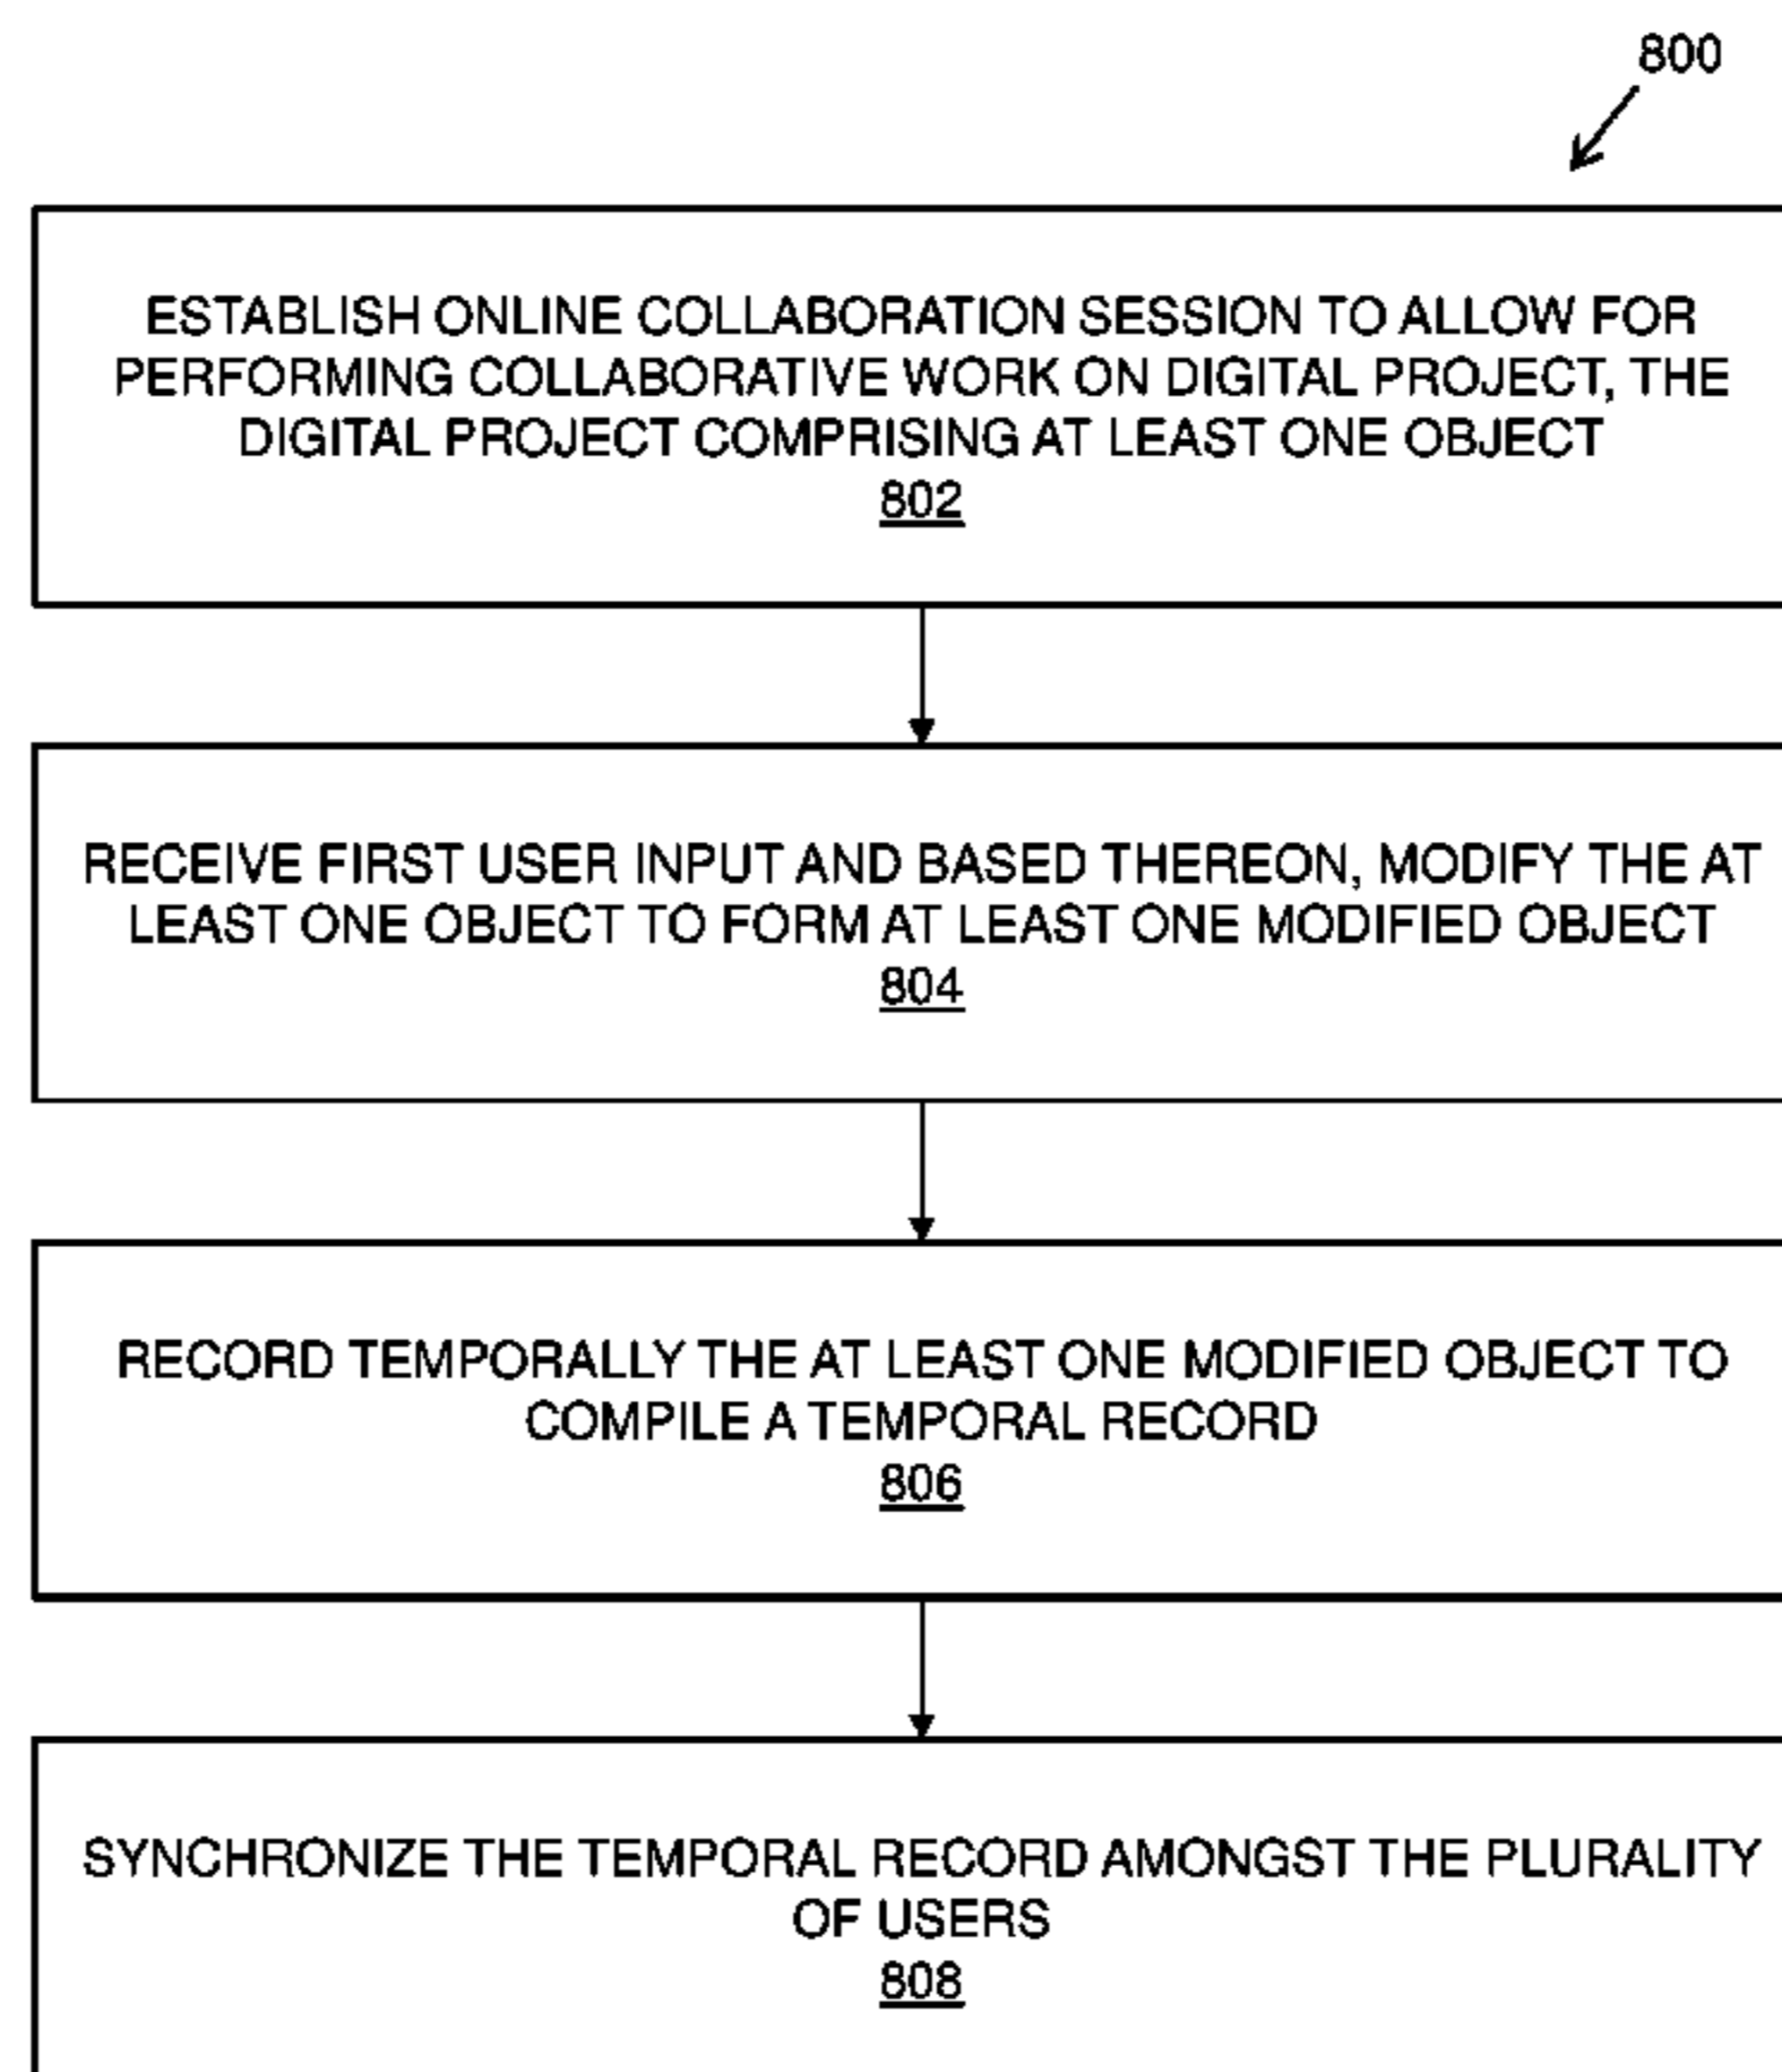 800
ESTABLISH ONLINE COLLABORATION SESSION TO ALLOW FOR
PERFORMING COLLABORATIVE WORK ON DIGITAL PROJECT, THE
DIGITAL PROJECT COMPRISING AT LEAST ONE OBJECT
802
RECEIVE FIRST USER INPUT AND BASED THEREON, MODIFY THE AT
LEAST ONE OBJECT TO FORM AT LEAST ONE MODIFIED OBJECT
804
RECORD TEMPORALLY THE AT LEAST ONE MODIFIED OBJECT TO
COMPILE A TEMPORAL RECORD
806
SYNCHRONIZE THE TEMPORAL RECORD AMONGST THE PLURALITY
OF USERS
808